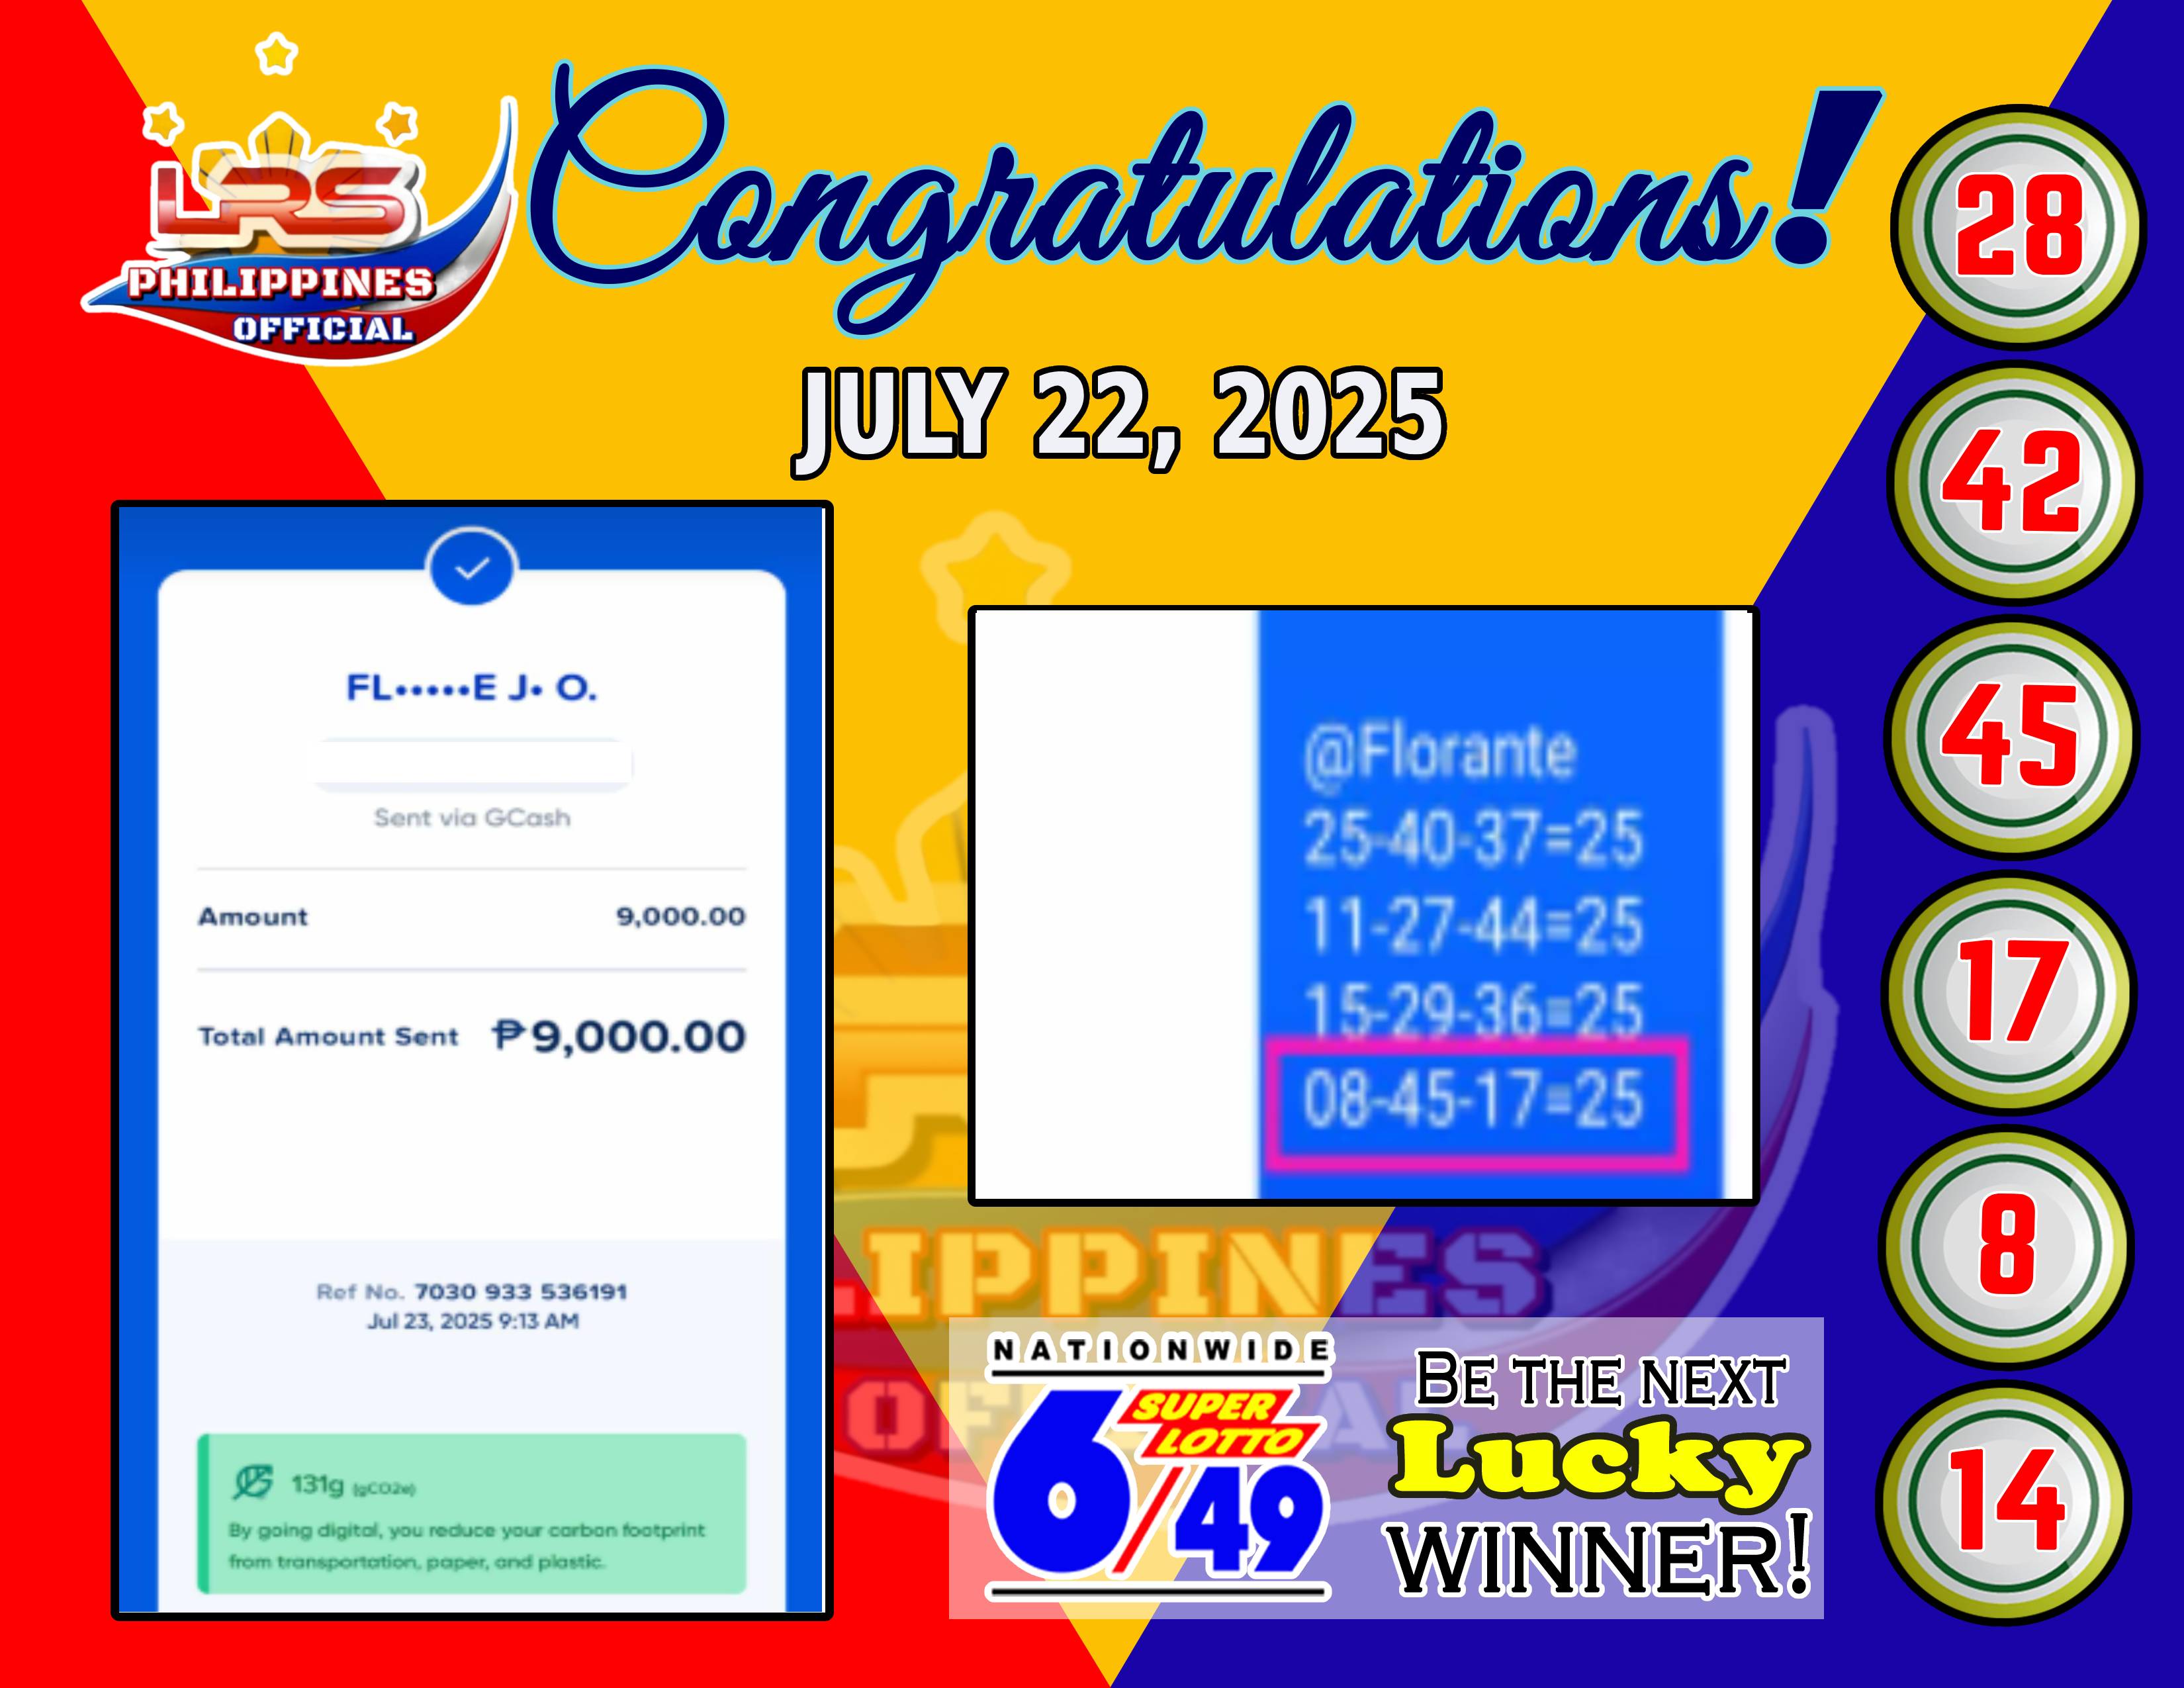 LRS
PHILIPPINES
OFFICIAL
Congratulations!
JULY 22, 2025
FL•••••E J• O.
Sent via GCash
Amount 9,000.00
Total Amount Sent ₱9,000.00
Ref No. 7030 933 536191
Jul 23, 2025 9:13 AM
131g (gCO2e)
By going digital, you reduce your carbon footprint
from transportation, paper, and plastic.
@Florante
25-40-37=25
11-27-44=25
15-29-36=25
08-45-17=25
LIPPINES
NATIONWIDE
SUPER
LOTTO
6/49
BE THE NEXT
Lucky
WINNER!
28
42
45
17
8
14